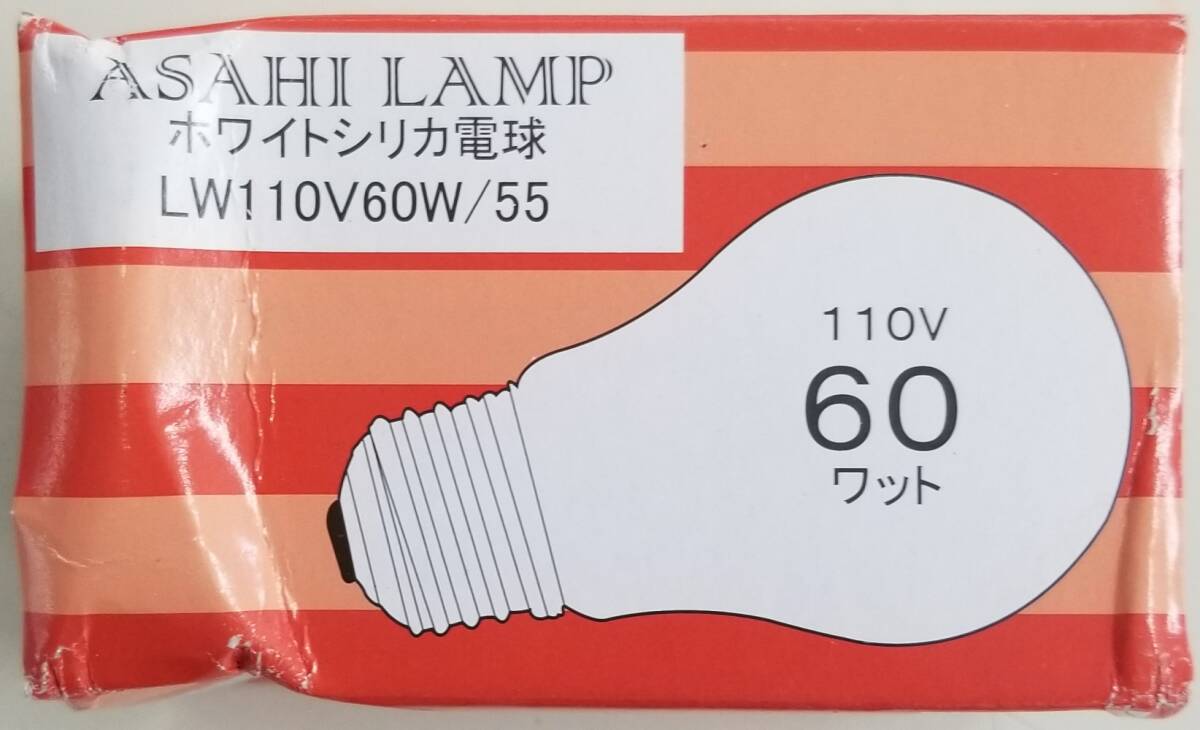 ASAHI LAMP
ホワイトシリカ電球
LW110V60W/55
110V
60
ワット